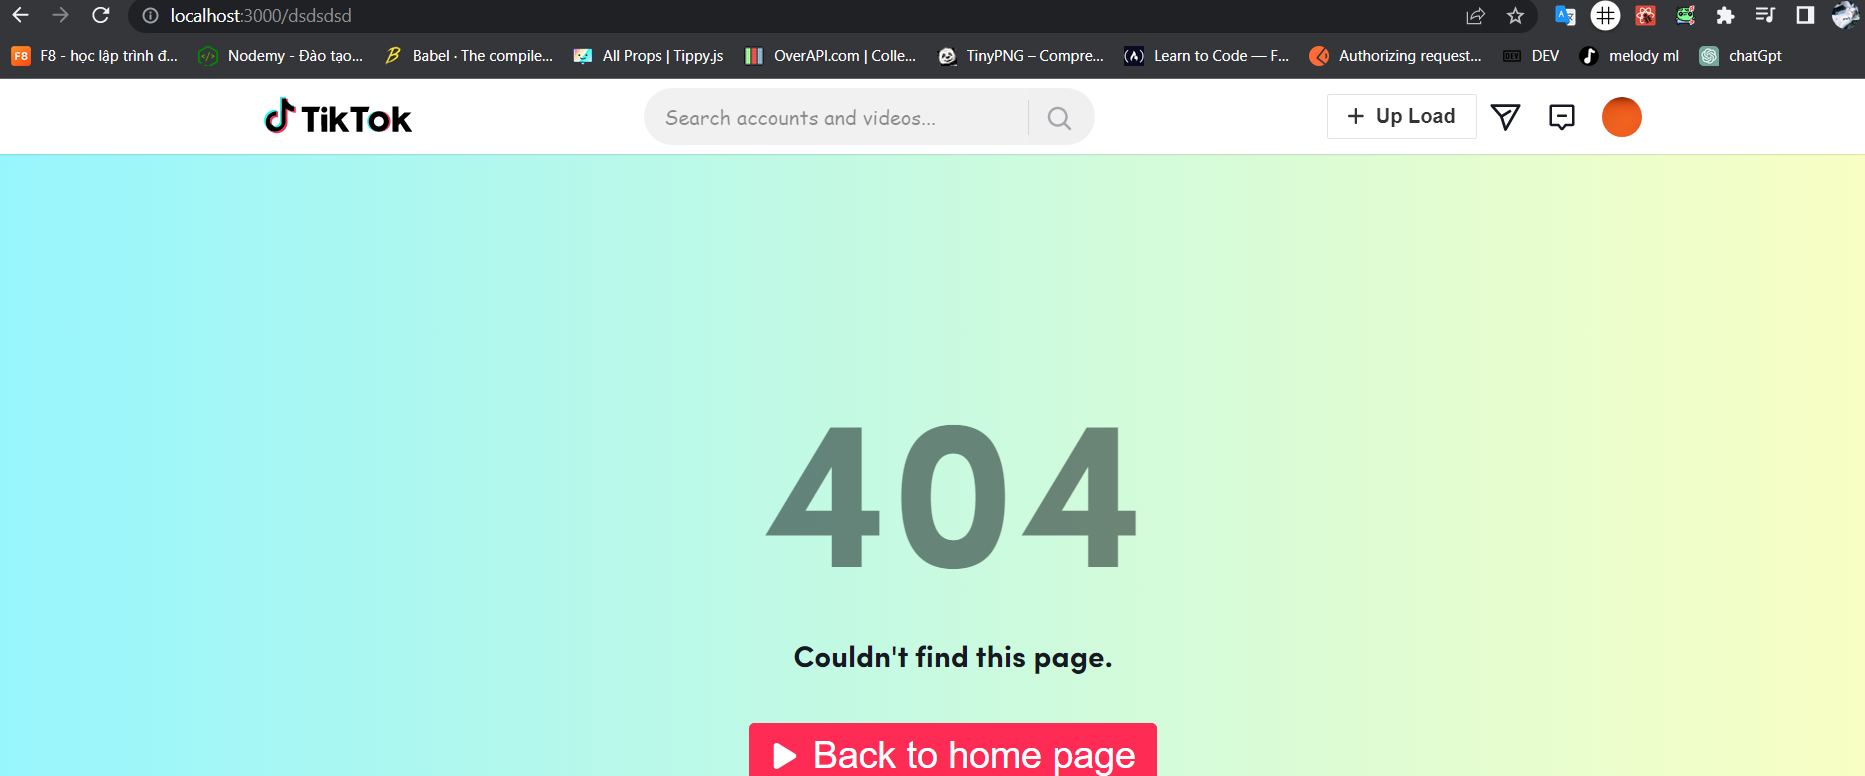 localhost:3000/dsdsdsd
F8 - học lập trình đ... Nodemy - Đào tạo... Babel · The compile... All Props | Tippy.js OverAPI.com | Colle... TinyPNG – Compre... Learn to Code — F... Authorizing request... DEV melody ml chatGpt
TikTok Search accounts and videos... + Up Load
404
Couldn't find this page.
Back to home page